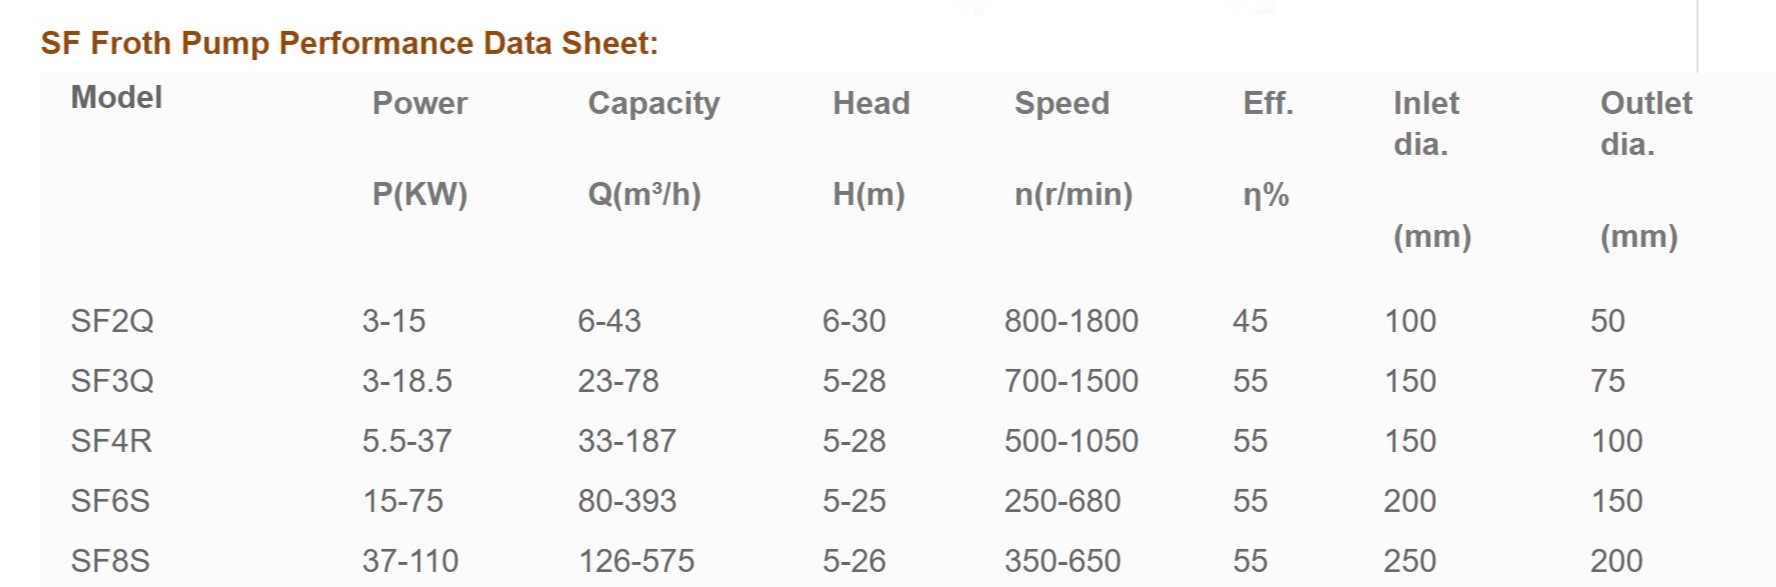 SF Froth Pump Performance Data Sheet:
Model Power Capacity Head Speed Eff. Inlet Outlet
dia. dia.
P(KW) Q(m³/h) H(m) n(r/min) η%
(mm) (mm)
SF2Q 3-15 6-43 6-30 800-1800 45 100 50
SF3Q 3-18.5 23-78 5-28 700-1500 55 150 75
SF4R 5.5-37 33-187 5-28 500-1050 55 150 100
SF6S 15-75 80-393 5-25 250-680 55 200 150
SF8S 37-110 126-575 5-26 350-650 55 250 200